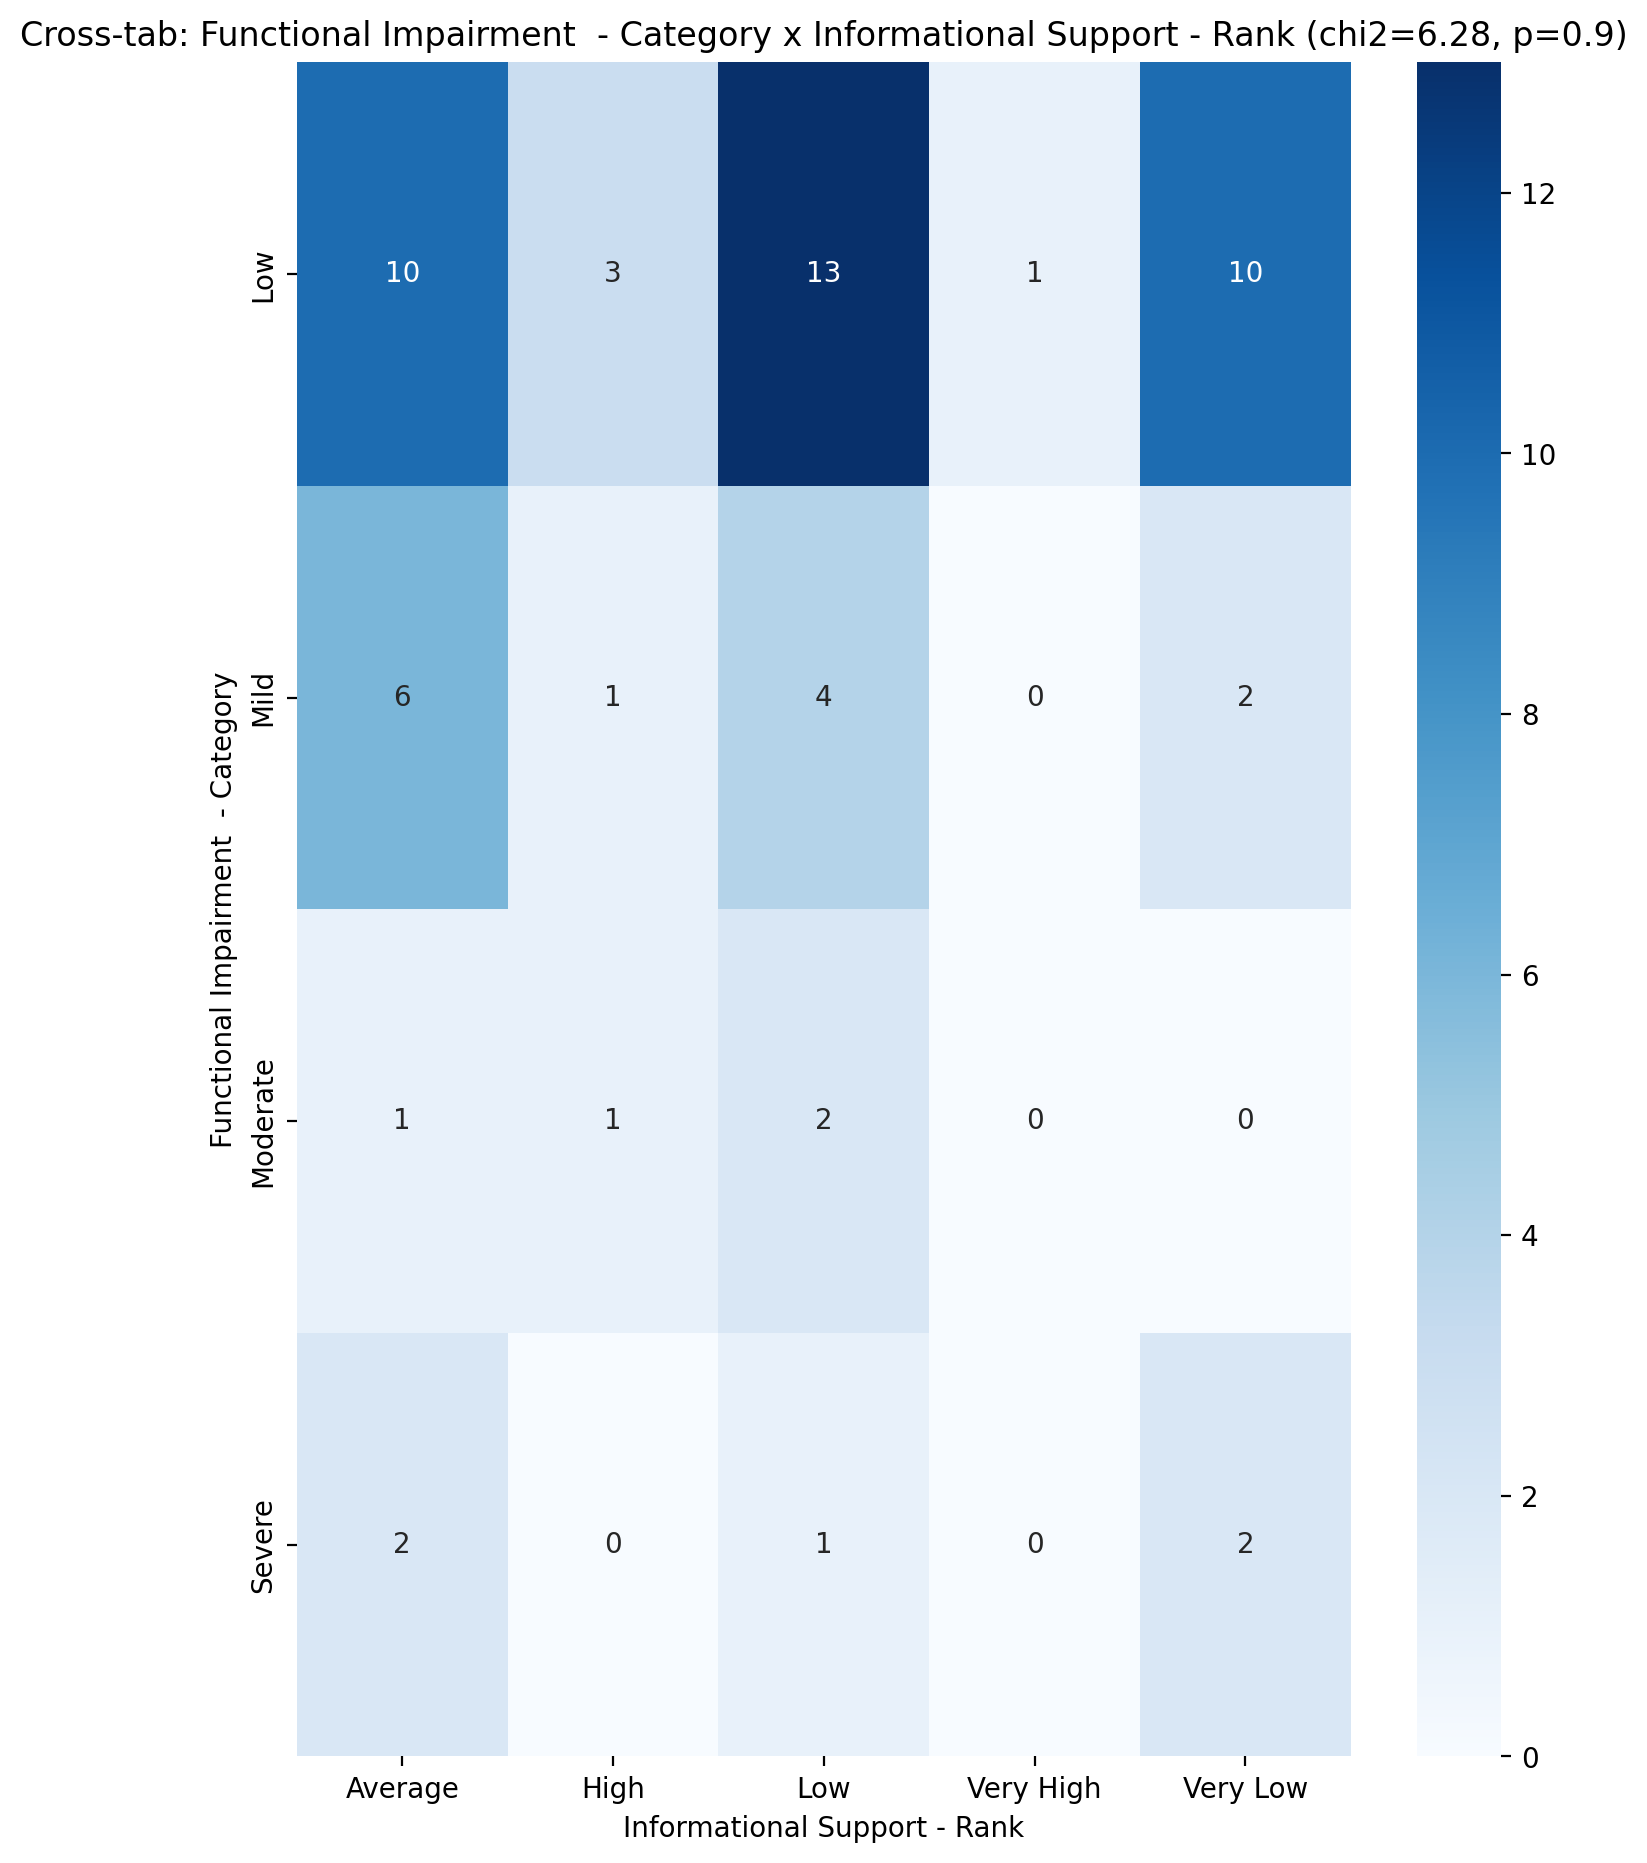 Cross-tab: Functional Impairment  - Category x Informational Support - Rank (chi2=6.28, p=0.9)
Functional Impairment  - Category
Low
10 3 13 1 10
Mild
6 1 4 0 2
Moderate
1 1 2 0 0
Severe
2 0 1 0 2
Average High Low Very High Very Low
Informational Support - Rank
12
10
8
6
4
2
0